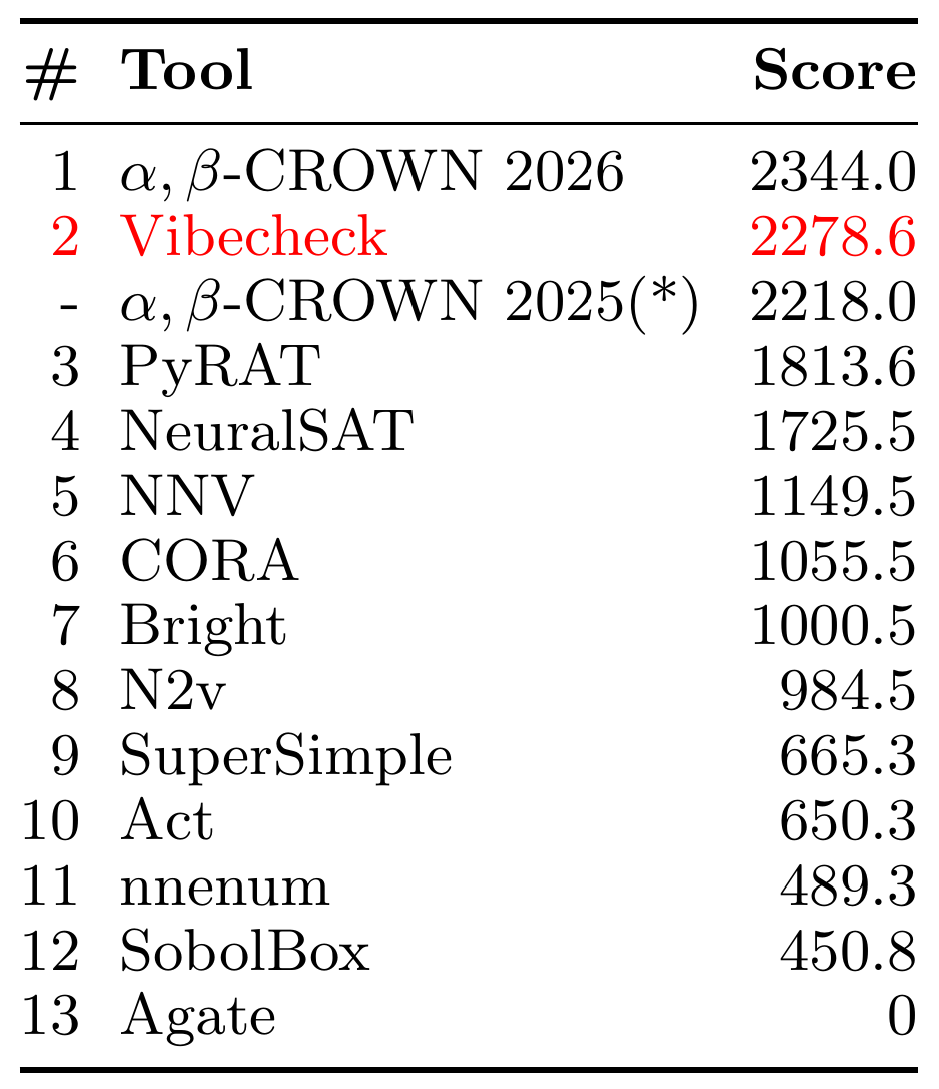 # Tool Score
1 α, β-CROWN 2026 2344.0
2 Vibecheck 2278.6
- α, β-CROWN 2025(*) 2218.0
3 PyRAT 1813.6
4 NeuralSAT 1725.5
5 NNV 1149.5
6 CORA 1055.5
7 Bright 1000.5
8 N2v 984.5
9 SuperSimple 665.3
10 Act 650.3
11 nnenum 489.3
12 SobolBox 450.8
13 Agate 0